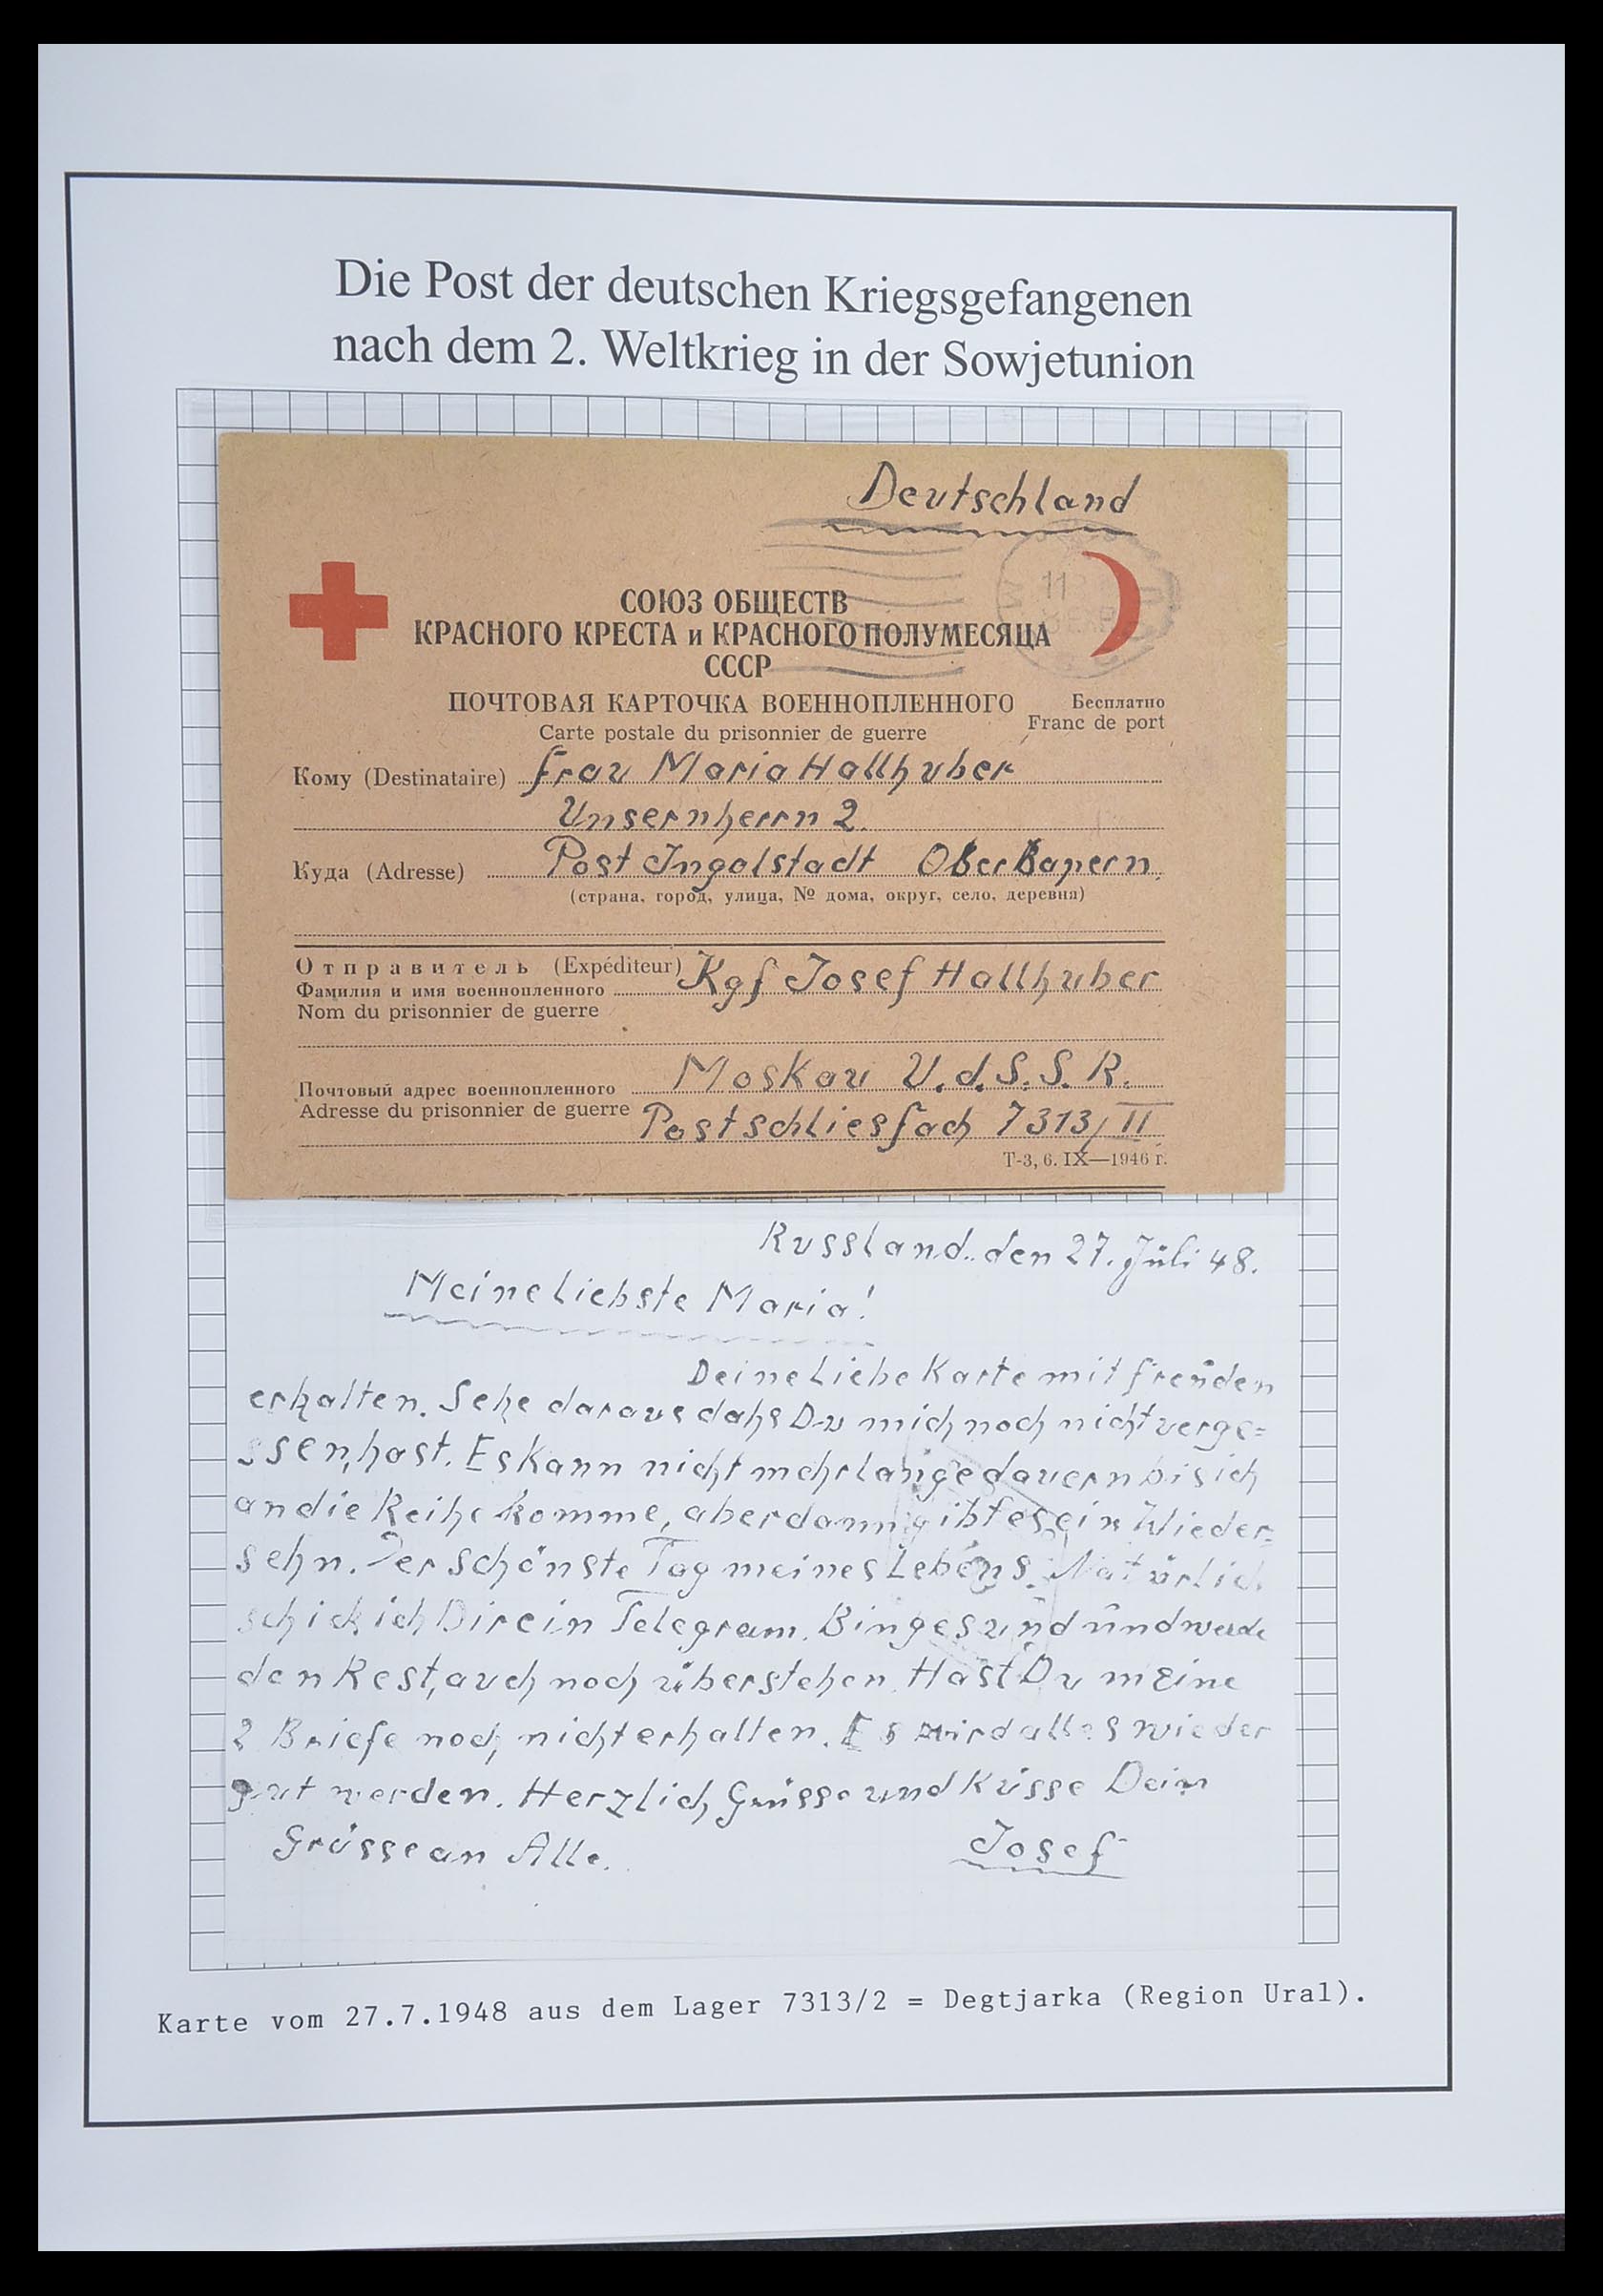 Die Post der deutschen Kriegsgefangenen
nach dem 2. Weltkrieg in der Sowjetunion
Deutschland
11
СОЮЗ ОБЩЕСТВ
КРАСНОГО КРЕСТА и КРАСНОГО ПОЛУМЕСЯЦА
СССР
ПОЧТОВАЯ КАРТОЧКА ВОЕННОПЛЕННОГО
Бесплатно
Carte postale du prisonnier de guerre
Franc de port
Кому (Destinataire) Frau Maria Hallhuber
Unsernherrn 2.
Куда (Adresse) Post Ingolstadt OberBayern.
(страна, город, улица, № дома, округ, село, деревня)
Отправитель (Expéditeur) Kgf Josef Hallhuber
Фамилия и имя военнопленного
Nom du prisonnier de guerre
Moskau U.d.S.S.R.
Почтовый адрес военнопленного
Adresse du prisonnier de guerre Postschliesfach 7313/II
Т-3, 6. IX—1946 г.
Russland. den 27. Juli 48.
Meine liebste Maria!
Deine liebe Karte mit freuden
erhalten. Sehe daraus dahs Du mich noch nicht verge=
ssen, hast. Es kann nicht mehr lange dauern bis ich
an die Reihe komme, aber dann gibt es ein Wieder=
sehn. Der schönste Tag meines Lebens. Natürlich
schick ich Dir ein Telegram. Bin gesund und werde
den Rest, auch noch überstehen. Hast Du meine
2 Briefe noch nicht erhalten. Es wird alles wieder
gut werden. Herzlich Grüsse und Küsse Dein
Grüsse an Alle.
Josef
Karte vom 27.7.1948 aus dem Lager 7313/2 = Degtjarka (Region Ural).